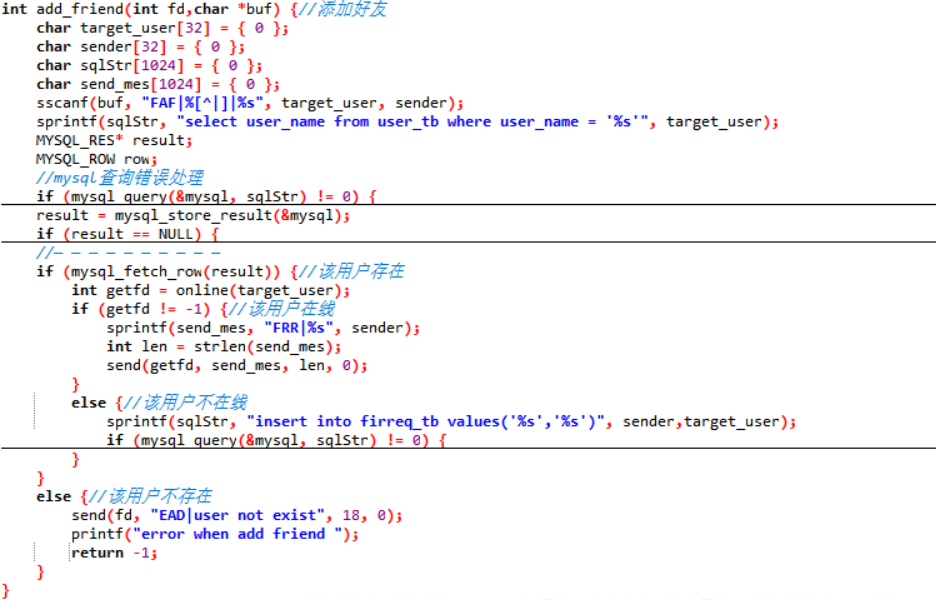 int add_friend(int fd,char *buf) {//添加好友
    char target_user[32] = { 0 };
    char sender[32] = { 0 };
    char sqlStr[1024] = { 0 };
    char send_mes[1024] = { 0 };
    sscanf(buf, "FAF|%[^|]|%s", target_user, sender);
    sprintf(sqlStr, "select user_name from user_tb where user_name = '%s'", target_user);
    MYSQL_RES* result;
    MYSQL_ROW row;
    //mysql查询错误处理
    if (mysql_query(&mysql, sqlStr) != 0) {
    result = mysql_store_result(&mysql);
    if (result == NULL) {
    //— — — — — — — — — —
    if (mysql_fetch_row(result)) {//该用户存在
        int getfd = online(target_user);
        if (getfd != -1) {//该用户在线
            sprintf(send_mes, "FRR|%s", sender);
            int len = strlen(send_mes);
            send(getfd, send_mes, len, 0);
        }
        else {//该用户不在线
            sprintf(sqlStr, "insert into firreq_tb values('%s','%s')", sender,target_user);
            if (mysql_query(&mysql, sqlStr) != 0) {
        }
    }
    else {//该用户不存在
        send(fd, "EAD|user not exist", 18, 0);
        printf("error when add friend ");
        return -1;
    }
}